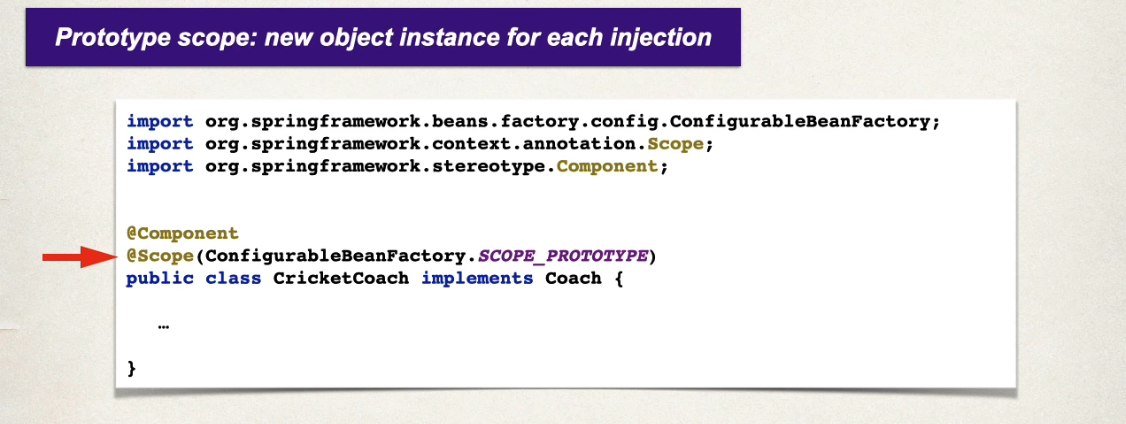 Prototype scope: new object instance for each injection
import org.springframework.beans.factory.config.ConfigurableBeanFactory;
import org.springframework.context.annotation.Scope;
import org.springframework.stereotype.Component;
@Component
@Scope(ConfigurableBeanFactory.SCOPE_PROTOTYPE)
public class CricketCoach implements Coach {
…
}